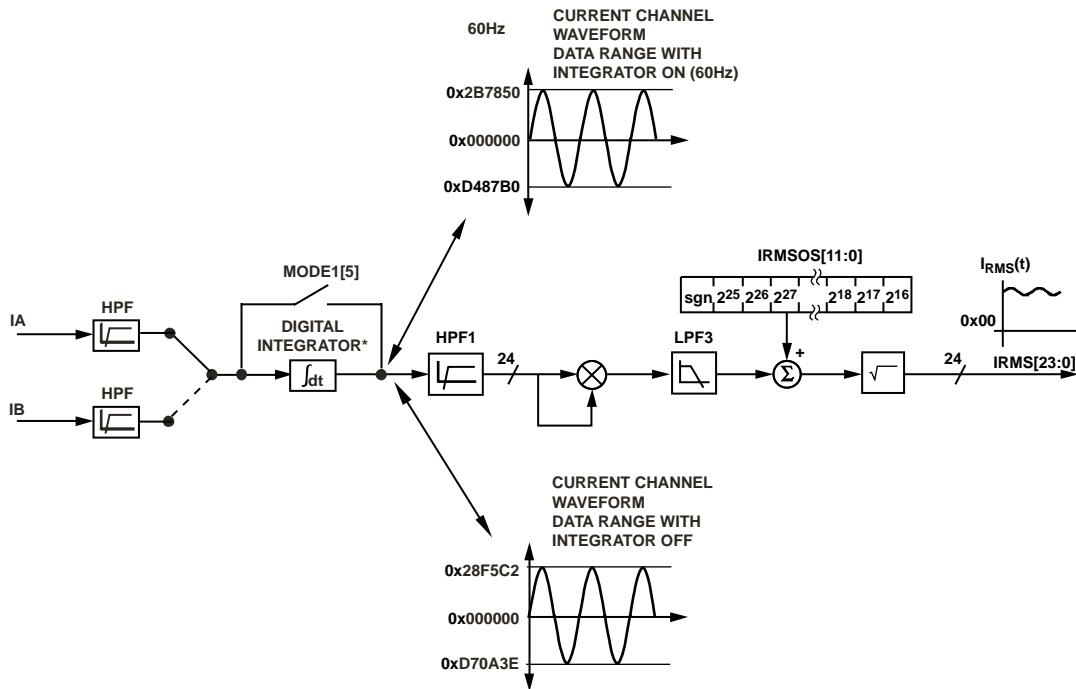 60Hz
CURRENT CHANNEL
WAVEFORM
DATA RANGE WITH
INTEGRATOR ON (60Hz)
0x2B7850
0x000000
0xD487B0
MODE1[5]
IRMSOS[11:0]
sgn 2²⁵ 2²⁶ 2²⁷ 2¹⁸ 2¹⁷ 2¹⁶
IRMS(t)
0x00
IA
HPF
DIGITAL
INTEGRATOR*
∫dt
HPF1
24
LPF3
+
Σ
√
24
IRMS[23:0]
IB
HPF
CURRENT CHANNEL
WAVEFORM
DATA RANGE WITH
INTEGRATOR OFF
0x28F5C2
0x000000
0xD70A3E